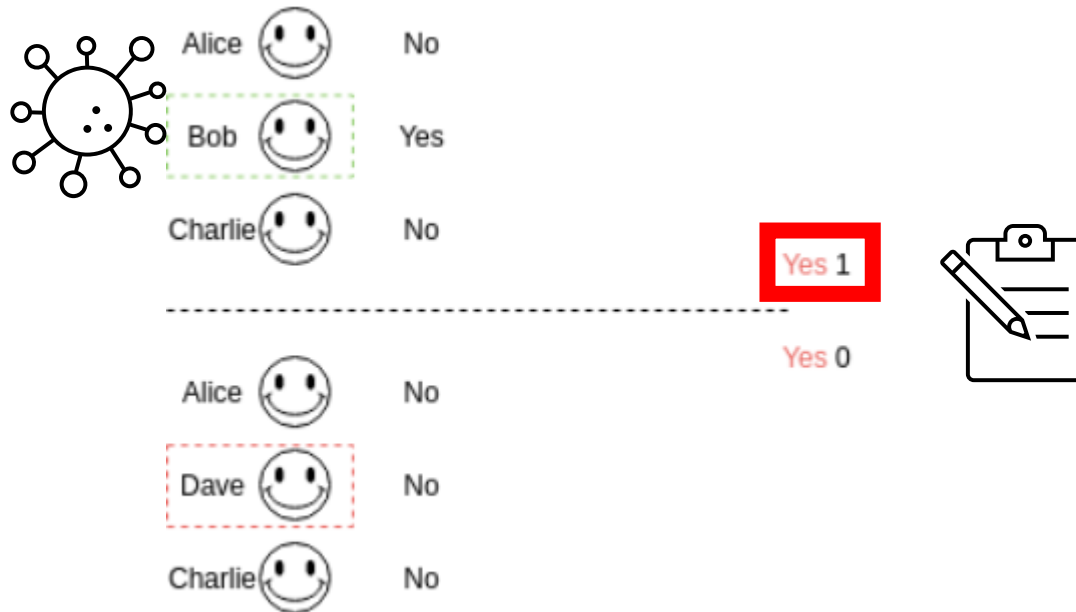 Alice No
Bob Yes
Charlie No
Yes 1
Yes 0
Alice No
Dave No
Charlie No